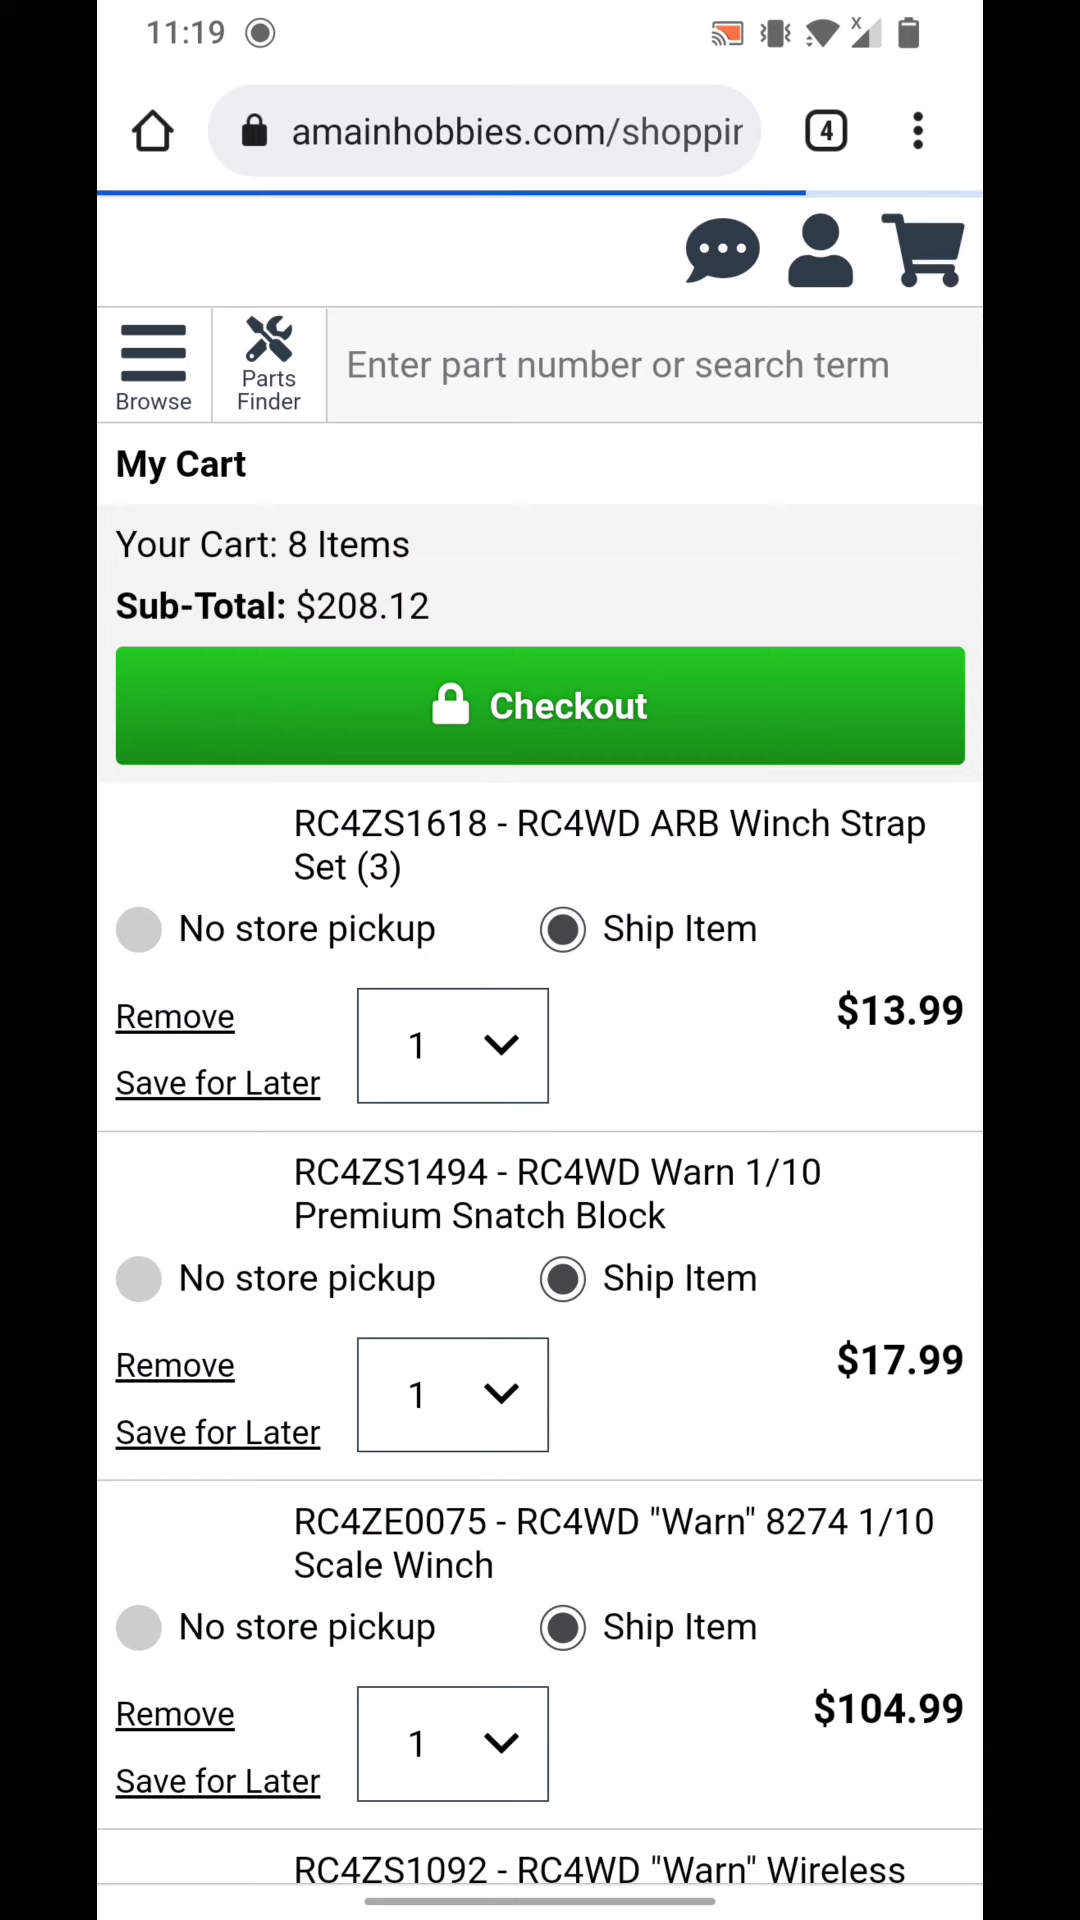 11:19
x
amainhobbies.com/shoppir
4
Browse
Parts
Finder
Enter part number or search term
My Cart
Your Cart: 8 Items
Sub-Total: $208.12
Checkout
RC4ZS1618 - RC4WD ARB Winch Strap
Set (3)
No store pickup
Ship Item
Remove
1
$13.99
Save for Later
RC4ZS1494 - RC4WD Warn 1/10
Premium Snatch Block
No store pickup
Ship Item
Remove
1
$17.99
Save for Later
RC4ZE0075 - RC4WD "Warn" 8274 1/10
Scale Winch
No store pickup
Ship Item
Remove
1
$104.99
Save for Later
RC4ZS1092 - RC4WD "Warn" Wireless